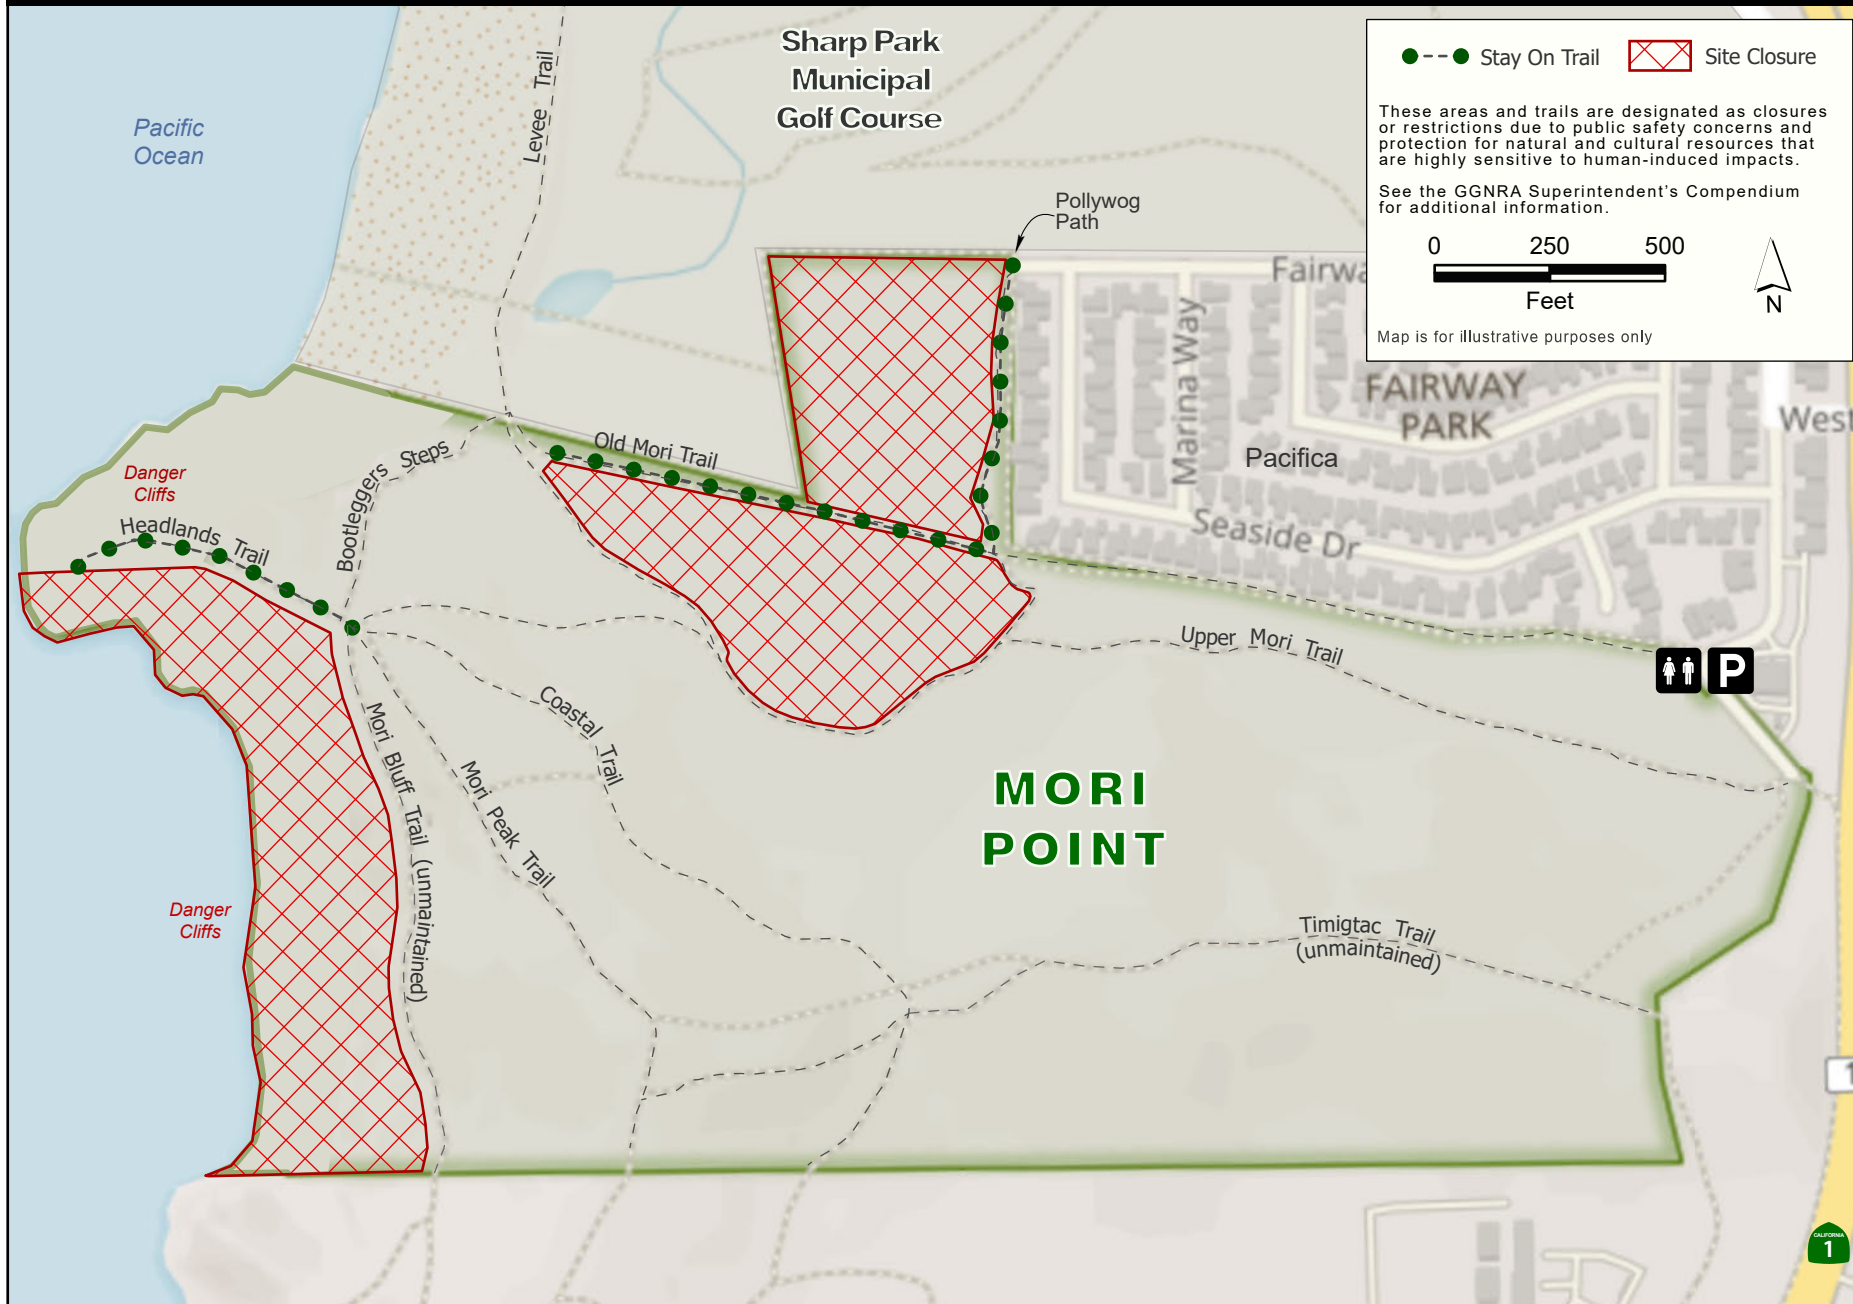 Sharp Park
Municipal
Golf Course
Stay On Trail
Site Closure
These areas and trails are designated as closures
or restrictions due to public safety concerns and
protection for natural and cultural resources that
are highly sensitive to human-induced impacts.
See the GGNRA Superintendent's Compendium
for additional information.
0 250 500
Feet
N
Map is for illustrative purposes only
Pacific
Ocean
Levee Trail
Pollywog
Path
Marina Way
FAIRWAY
PARK
West
Pacifica
Seaside Dr
Old Mori Trail
Bootleggers Steps
Danger
Cliffs
Headlands Trail
Upper Mori Trail
P
Coastal Trail
Mori Bluff Trail (unmaintained)
Mori Peak Trail
MORI
POINT
Danger
Cliffs
Timigtac Trail
(unmaintained)
1
CALIFORNIA
1